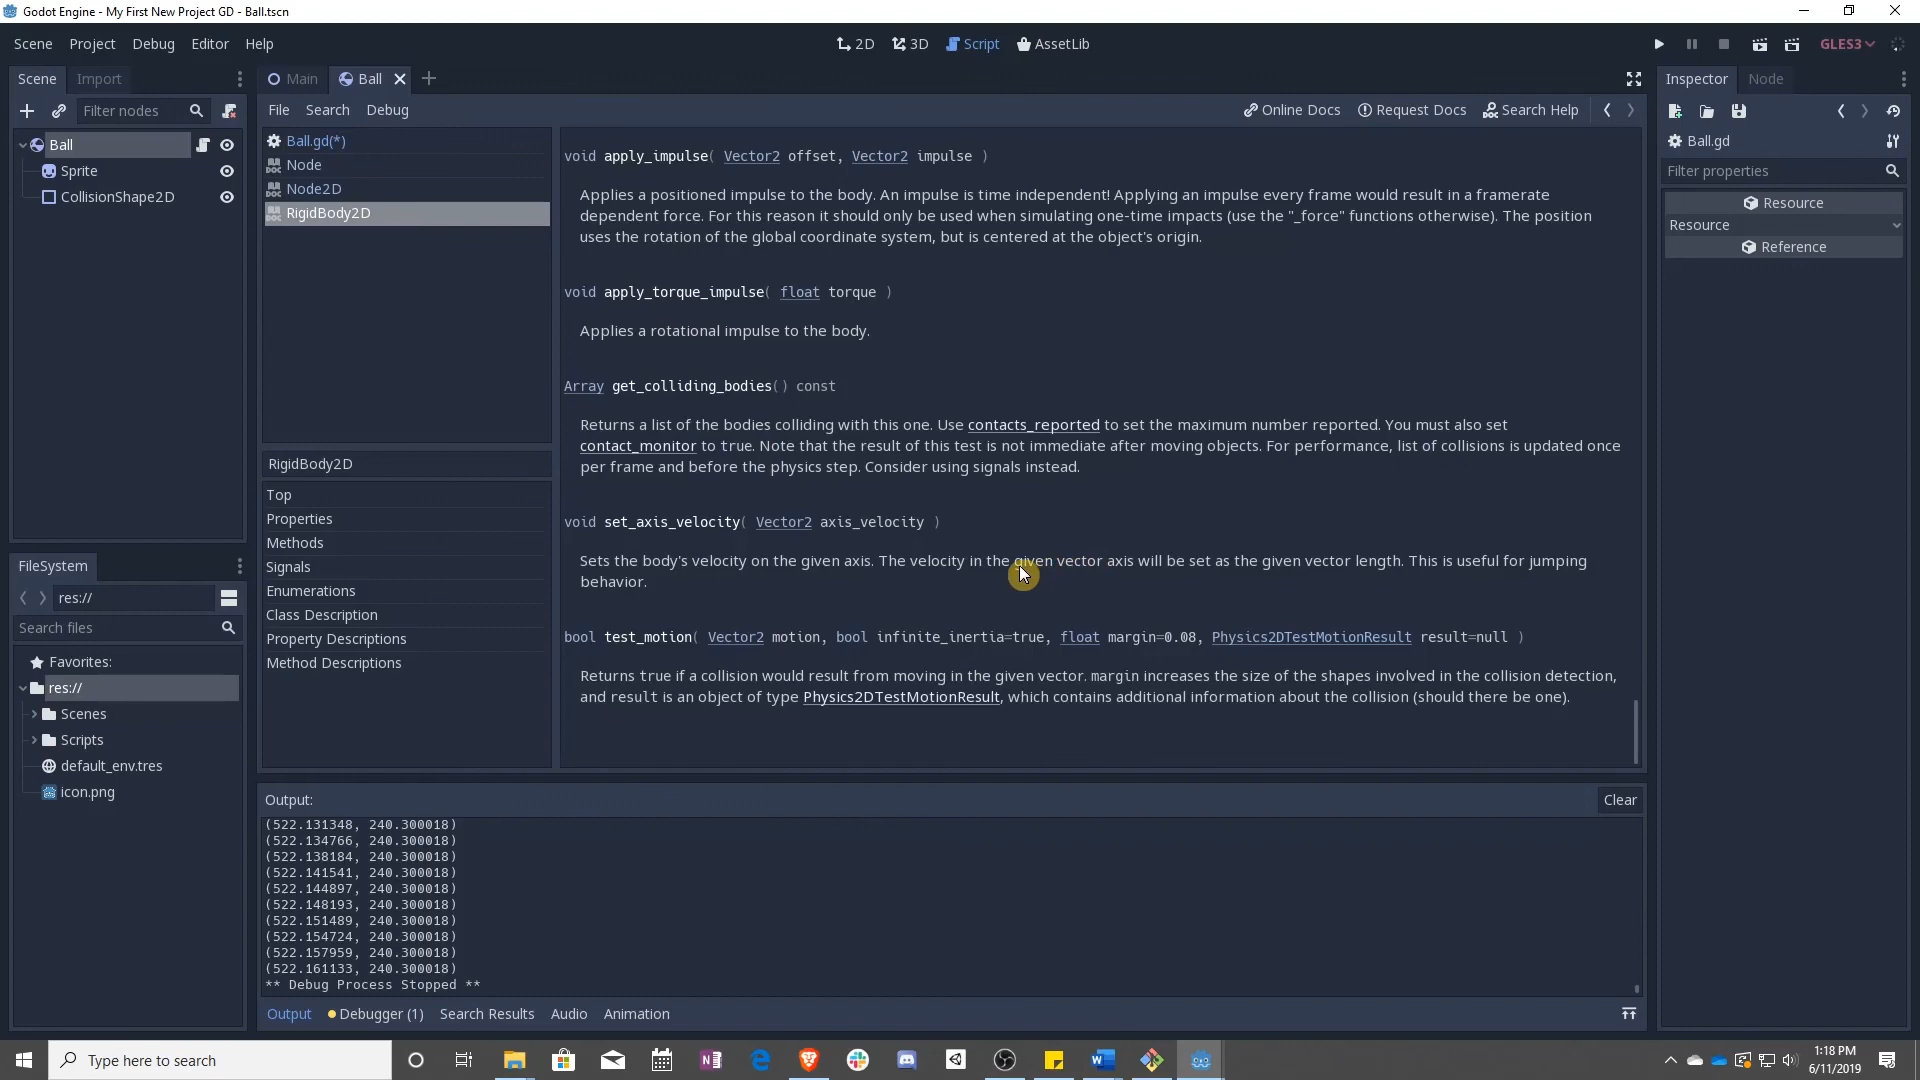 Godot Engine - My First New Project GD - Ball.tscn
Scene Project Debug Editor Help
2D 3D Script AssetLib
GLES3
Scene Import
Main Ball
Inspector Node
Filter nodes
File Search Debug
Online Docs Request Docs Search Help
Ball
Sprite
CollisionShape2D
Ball.gd(*)
Node
Node2D
RigidBody2D
RigidBody2D
Top
Properties
Methods
Signals
Enumerations
Class Description
Property Descriptions
Method Descriptions
void apply_impulse( Vector2 offset, Vector2 impulse )
Applies a positioned impulse to the body. An impulse is time independent! Applying an impulse every frame would result in a framerate
dependent force. For this reason it should only be used when simulating one-time impacts (use the "_force" functions otherwise). The position
uses the rotation of the global coordinate system, but is centered at the object's origin.
void apply_torque_impulse( float torque )
Applies a rotational impulse to the body.
Array get_colliding_bodies() const
Returns a list of the bodies colliding with this one. Use contacts_reported to set the maximum number reported. You must also set
contact_monitor to true. Note that the result of this test is not immediate after moving objects. For performance, list of collisions is updated once
per frame and before the physics step. Consider using signals instead.
void set_axis_velocity( Vector2 axis_velocity )
Sets the body's velocity on the given axis. The velocity in the given vector axis will be set as the given vector length. This is useful for jumping
behavior.
bool test_motion( Vector2 motion, bool infinite_inertia=true, float margin=0.08, Physics2DTestMotionResult result=null )
Returns true if a collision would result from moving in the given vector. margin increases the size of the shapes involved in the collision detection,
and result is an object of type Physics2DTestMotionResult, which contains additional information about the collision (should there be one).
Ball.gd
Filter properties
Resource
Resource
Reference
FileSystem
res://
Search files
Favorites:
res://
Scenes
Scripts
default_env.tres
icon.png
Output:
Clear
(522.131348, 240.300018)
(522.134766, 240.300018)
(522.138184, 240.300018)
(522.141541, 240.300018)
(522.144897, 240.300018)
(522.148193, 240.300018)
(522.151489, 240.300018)
(522.154724, 240.300018)
(522.157959, 240.300018)
(522.161133, 240.300018)
** Debug Process Stopped **
Output Debugger (1) Search Results Audio Animation
Type here to search
1:18 PM
6/11/2019